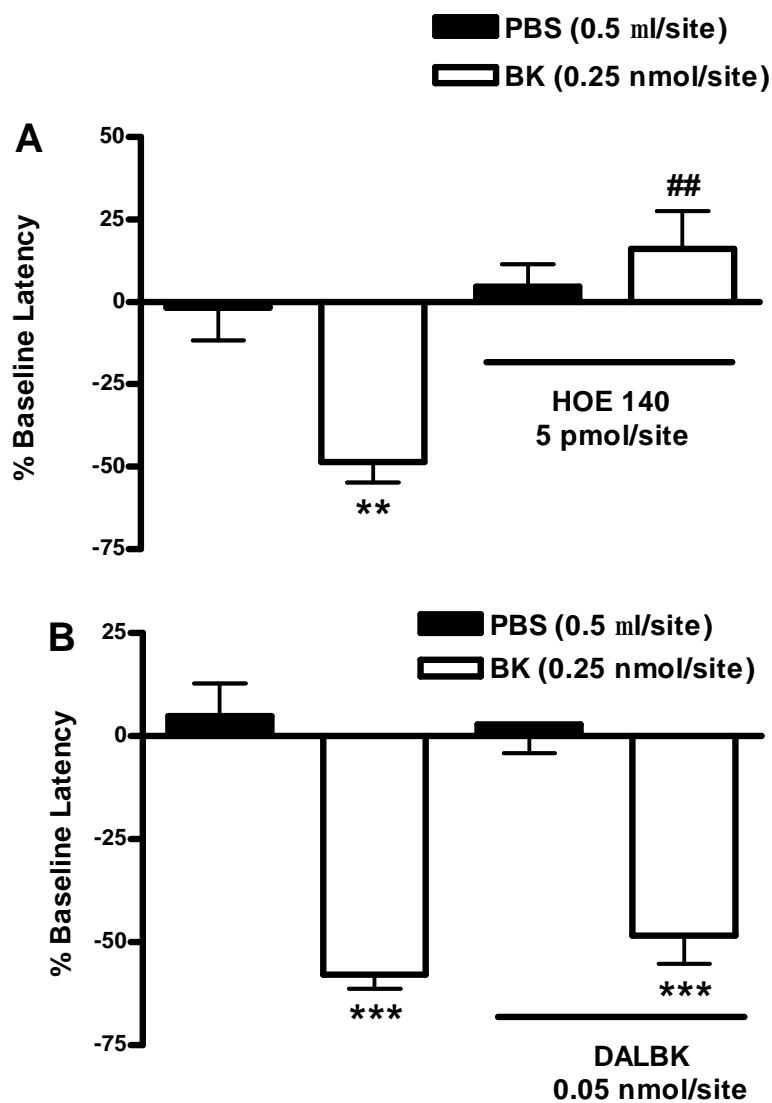 PBS (0.5 ml/site)
BK (0.25 nmol/site)
A
% Baseline Latency
50
25
0
-25
-50
-75
**
##
HOE 140
5 pmol/site
B
PBS (0.5 ml/site)
BK (0.25 nmol/site)
% Baseline Latency
25
0
-25
-50
-75
***
***
DALBK
0.05 nmol/site